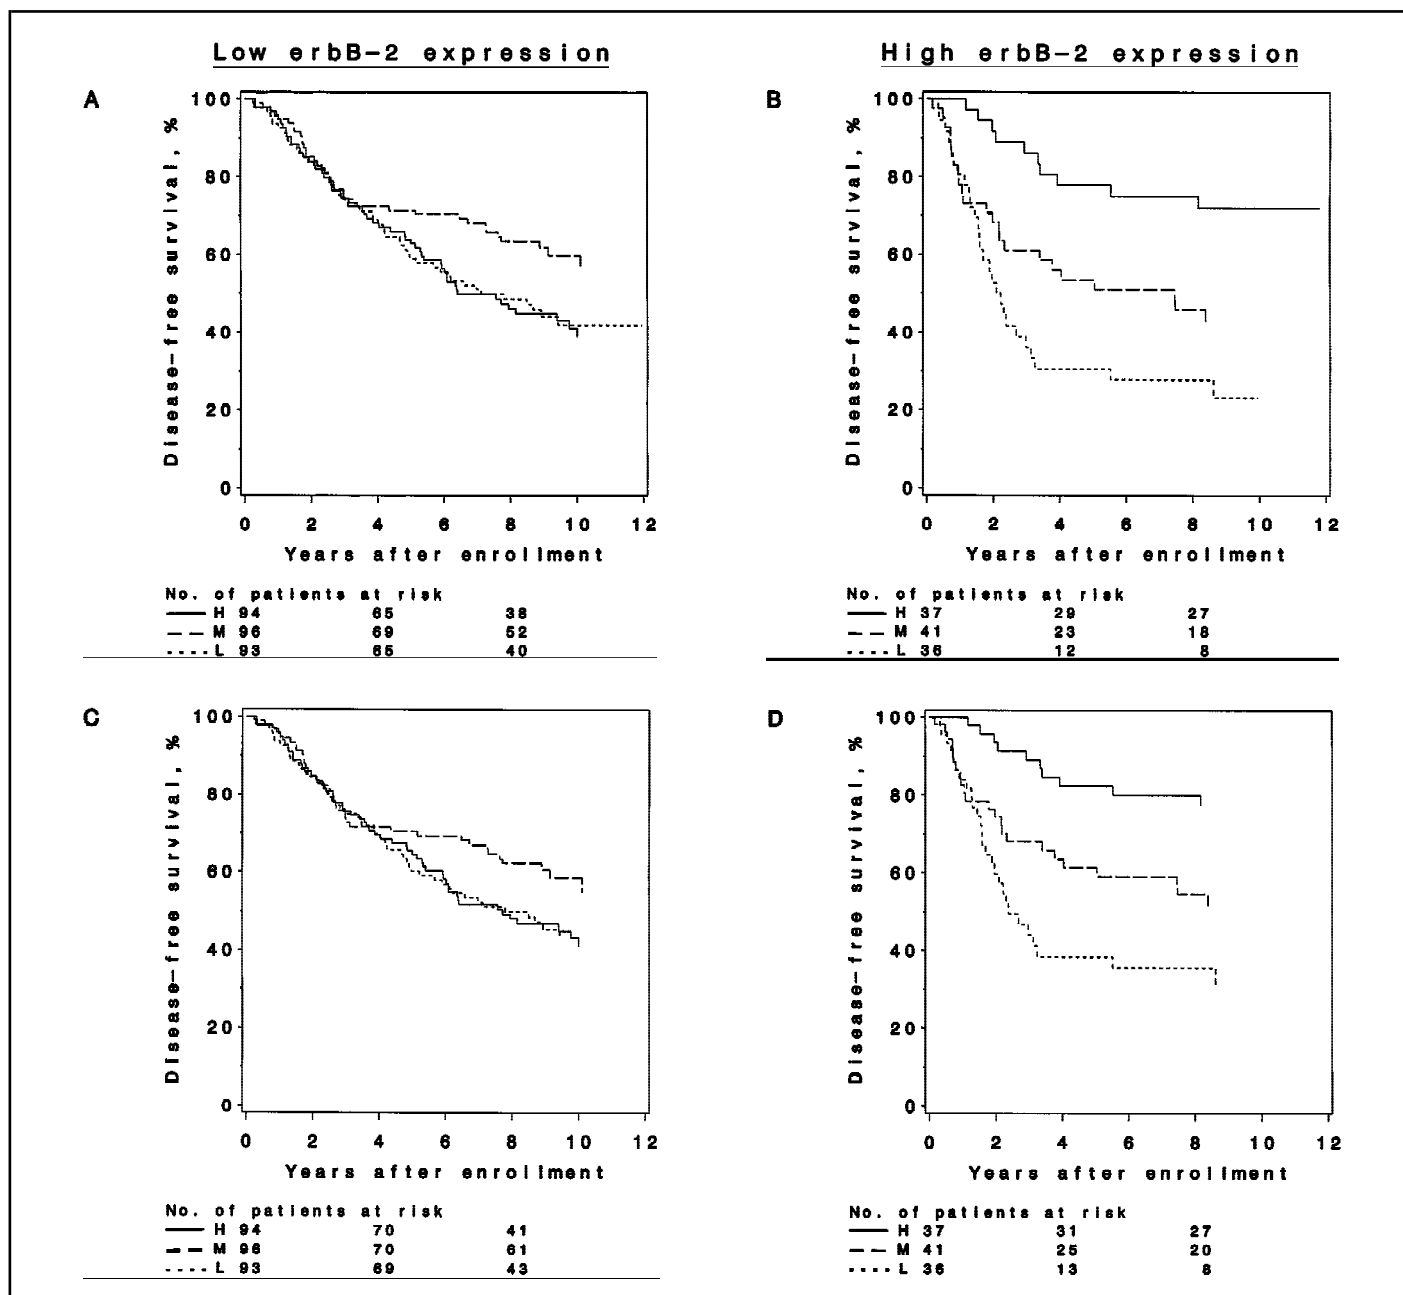 Low erbB-2 expression
High erbB-2 expression
A
Disease-free survival, %
100
80
60
40
20
0
0 2 4 6 8 10 12
Years after enrollment
No. of patients at risk
H 94 65 38
M 96 69 52
L 93 65 40
B
Disease-free survival, %
100
80
60
40
20
0
0 2 4 6 8 10 12
Years after enrollment
No. of patients at risk
H 37 29 27
M 41 23 18
L 36 12 8
C
Disease-free survival, %
100
80
60
40
20
0
0 2 4 6 8 10 12
Years after enrollment
No. of patients at risk
H 94 70 41
M 96 70 61
L 93 69 43
D
Disease-free survival, %
100
80
60
40
20
0
0 2 4 6 8 10 12
Years after enrollment
No. of patients at risk
H 37 31 27
M 41 25 20
L 36 13 8